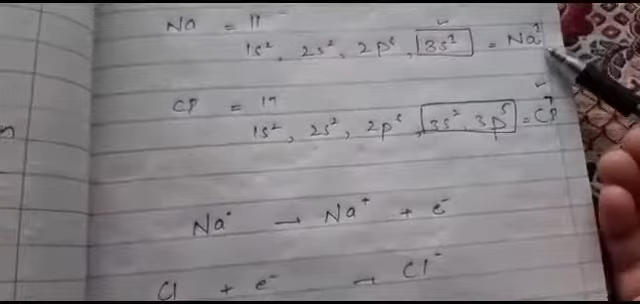 Na = 11
1s², 2s², 2p⁶, 3s¹ = Na¹
Cl = 17
1s², 2s², 2p⁶, 3s², 3p⁵ = Cl⁷
Na• → Na⁺ + e⁻
Cl + e⁻ → Cl⁻